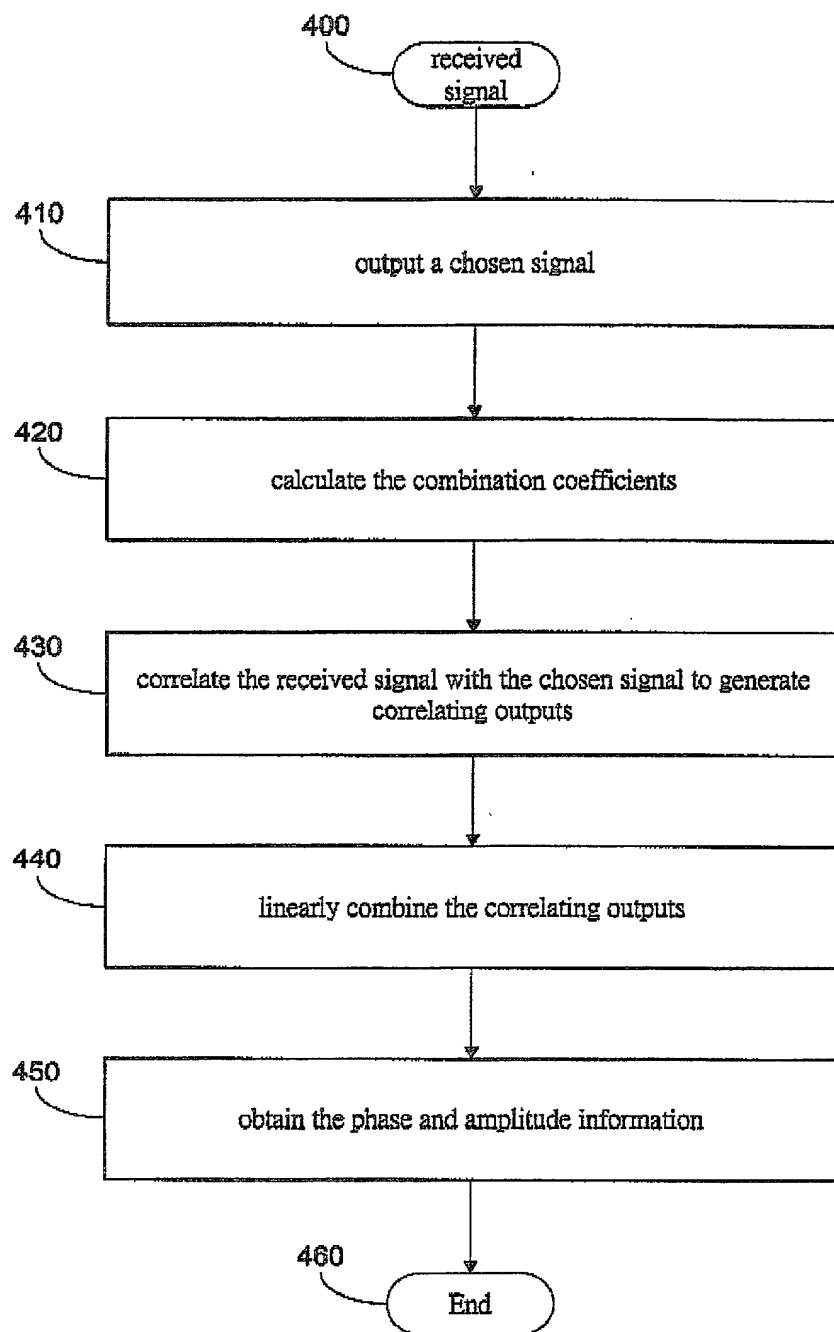 400
received
signal
410
output a chosen signal
420
calculate the combination coefficients
430
correlate the received signal with the chosen signal to generate
correlating outputs
440
linearly combine the correlating outputs
450
obtain the phase and amplitude information
460
End